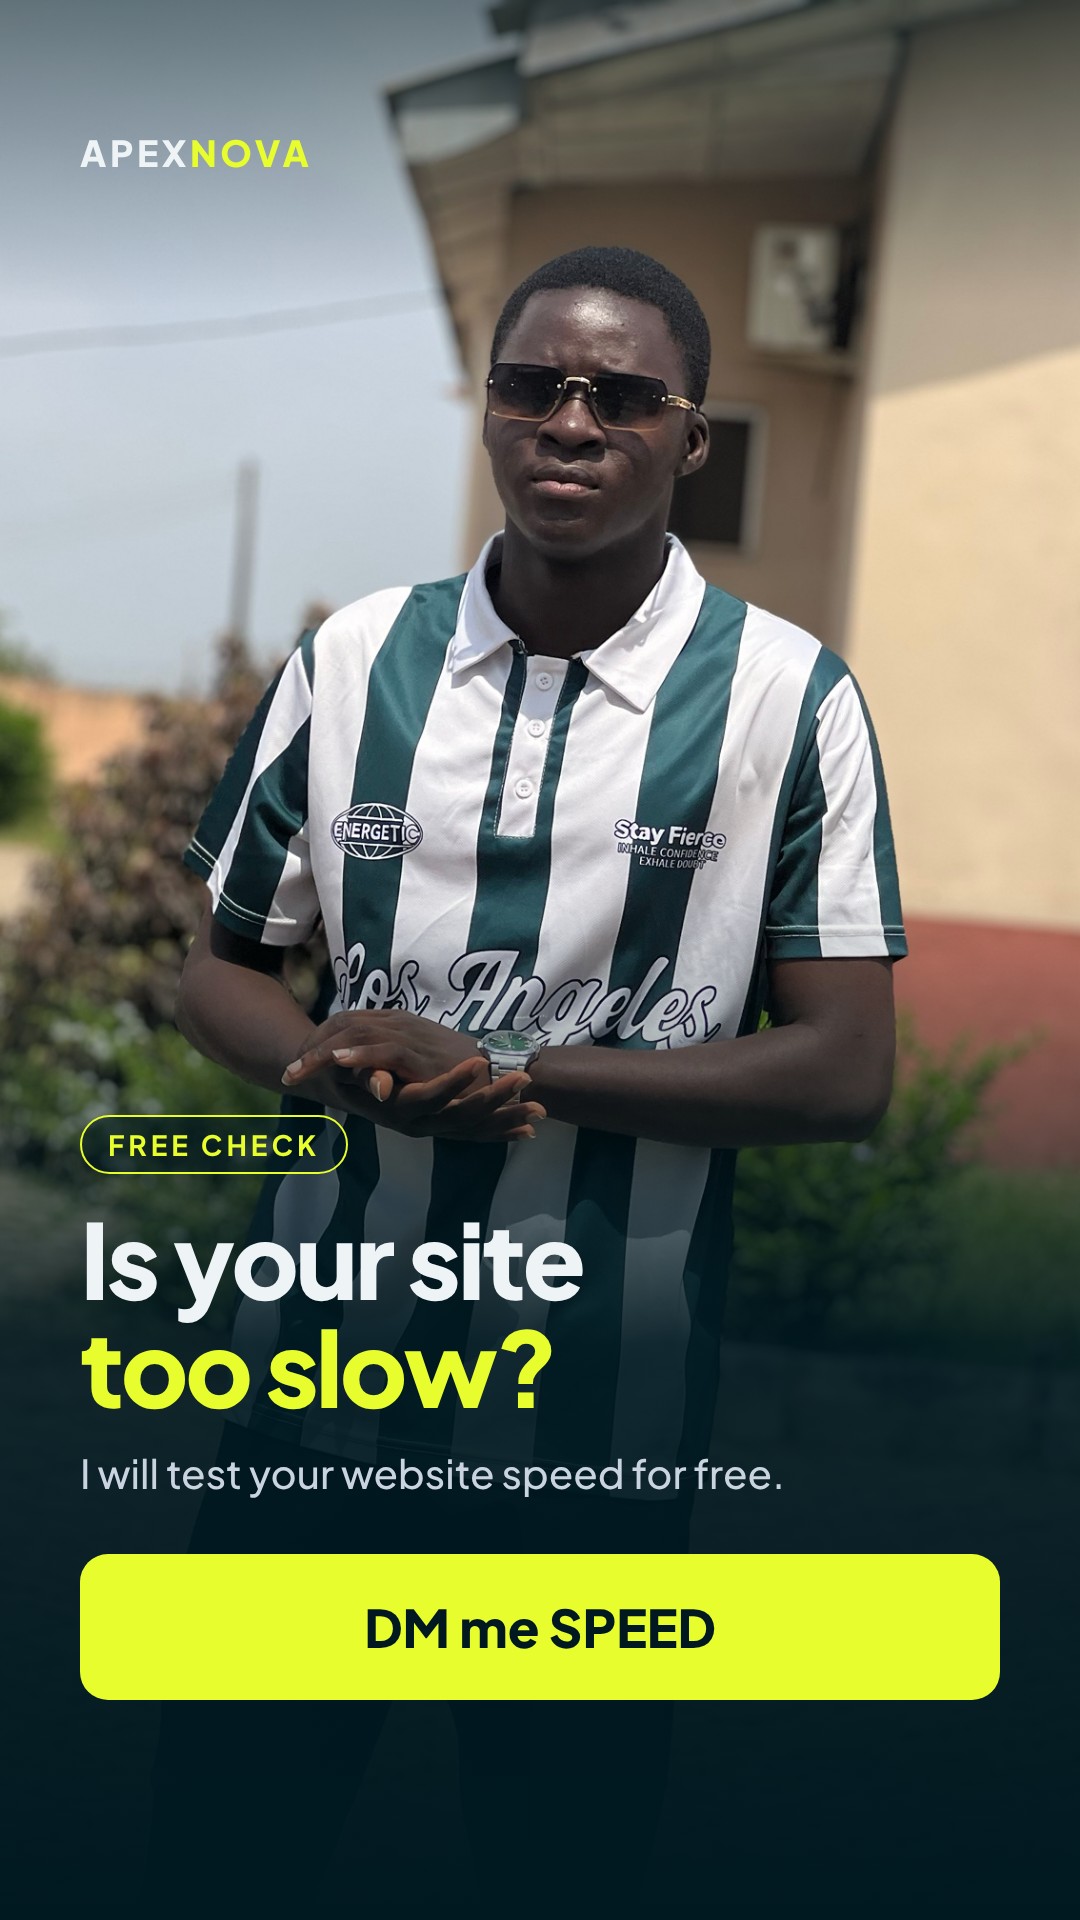 APEXNOVA
ENERGETIC
Stay Fierce
INHALE CONFIDENCE
EXHALE DOUBT
Los Angeles
FREE CHECK
Is your site
too slow?
I will test your website speed for free.
DM me SPEED